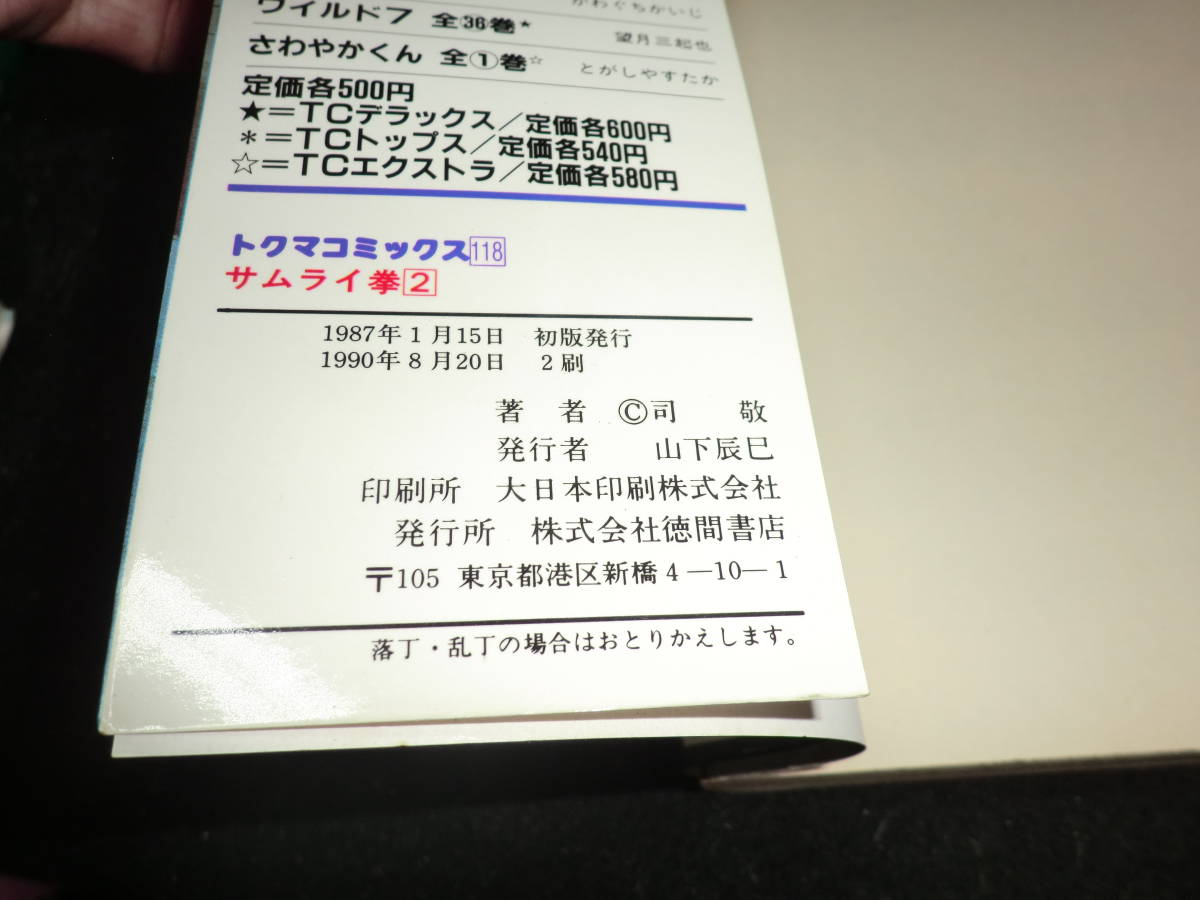 かわぐちかいじ
ワイルド7 全㊱巻★ 望月三起也
さわやかくん 全①巻☆ とがしやすたか
定価各500円
★=TCデラックス/定価各600円
*=TCトップス/定価各540円
☆=TCエクストラ/定価各580円
トクマコミックス118
サムライ拳2
1987年1月15日 初版発行
1990年8月20日 2刷
著 者 ©司 敬
発行者 山下辰巳
印刷所 大日本印刷株式会社
発行所 株式会社徳間書店
〒105 東京都港区新橋4—10—1
落丁・乱丁の場合はおとりかえします。